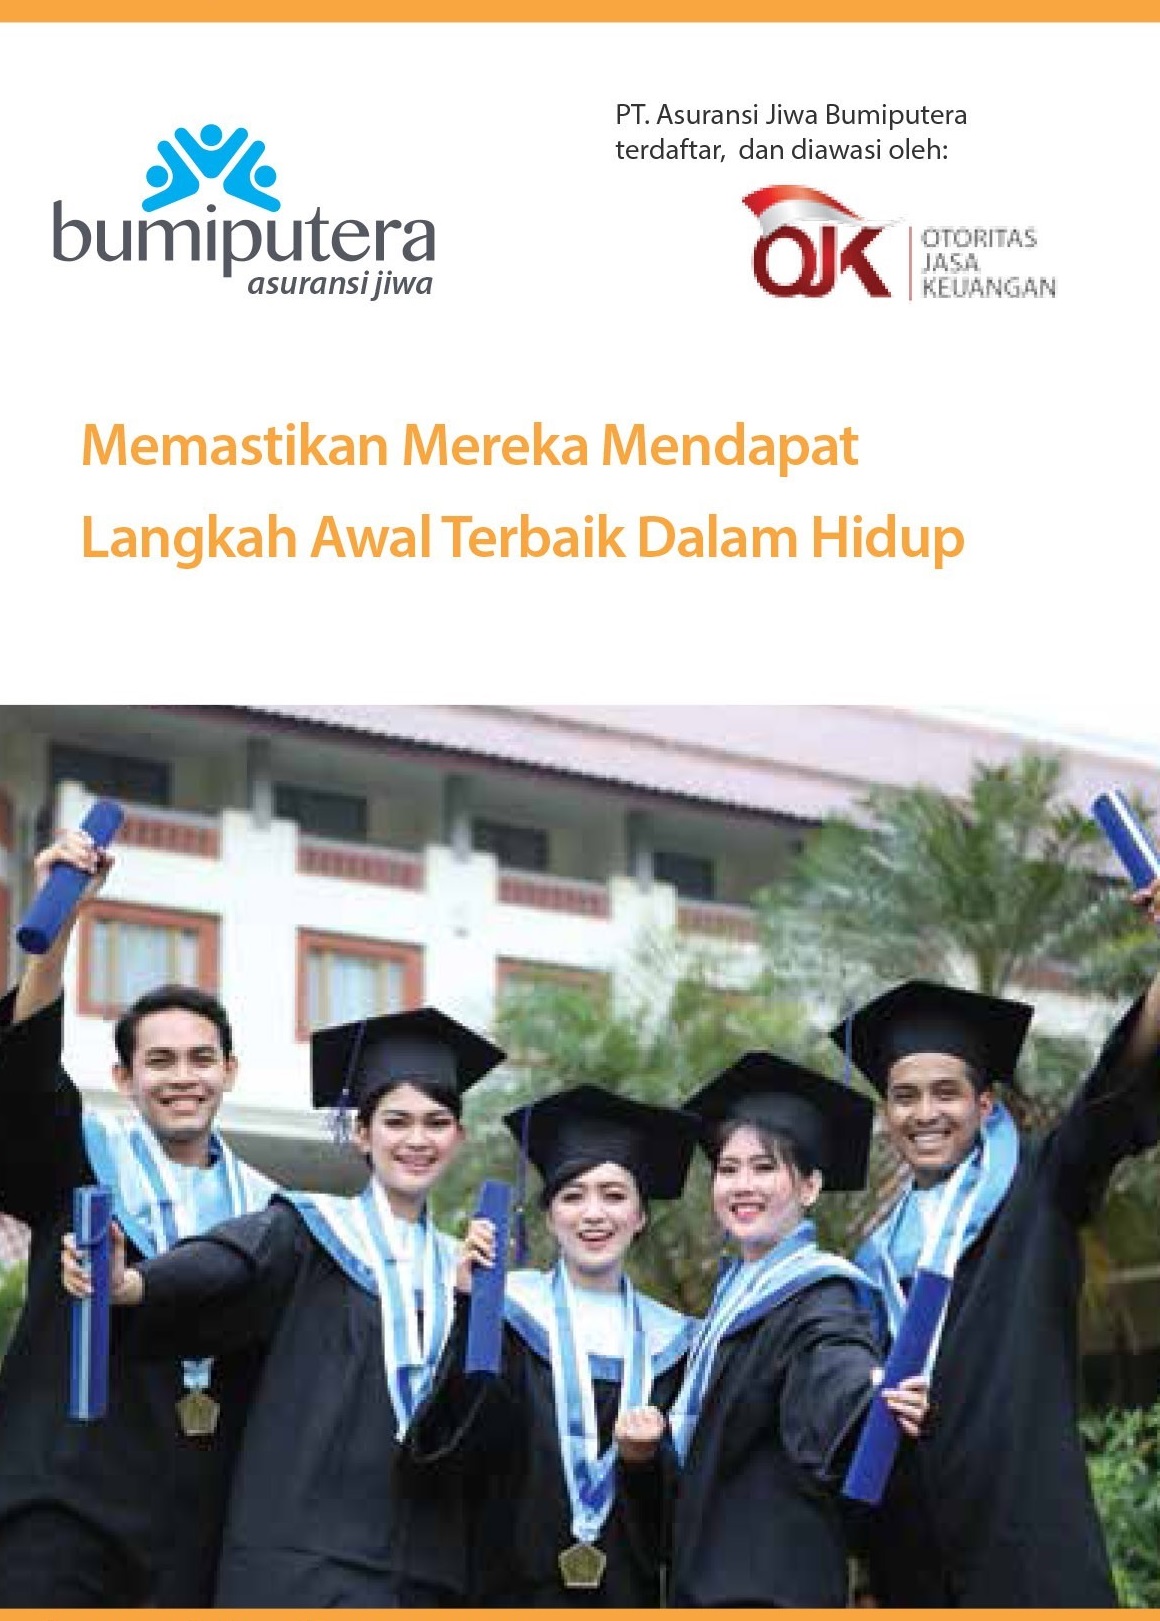 PT. Asuransi Jiwa Bumiputera
terdaftar, dan diawasi oleh:
bumiputera
asuransi jiwa
OJK
OTORITAS
JASA
KEUANGAN
Memastikan Mereka Mendapat
Langkah Awal Terbaik Dalam Hidup